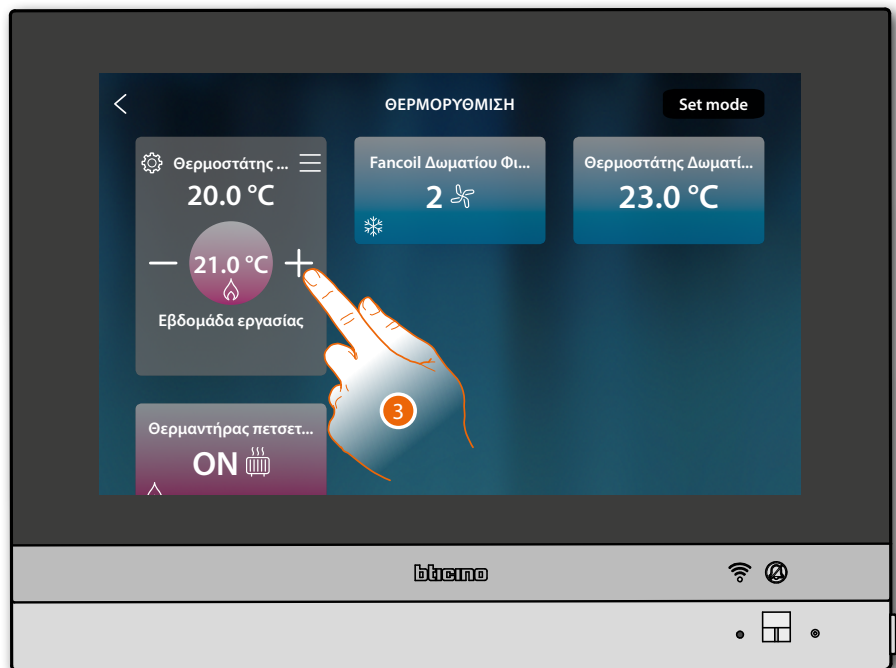 ΘΕΡΜΟΡΥΘΜΙΣΗ
Set mode
Θερμοστάτης ...
20.0 °C
21.0 °C
Εβδομάδα εργασίας
Fancoil Δωματίου Φι...
2
Θερμοστάτης Δωματί...
23.0 °C
3
Θερμαντήρας πετσετ...
ON
bticino